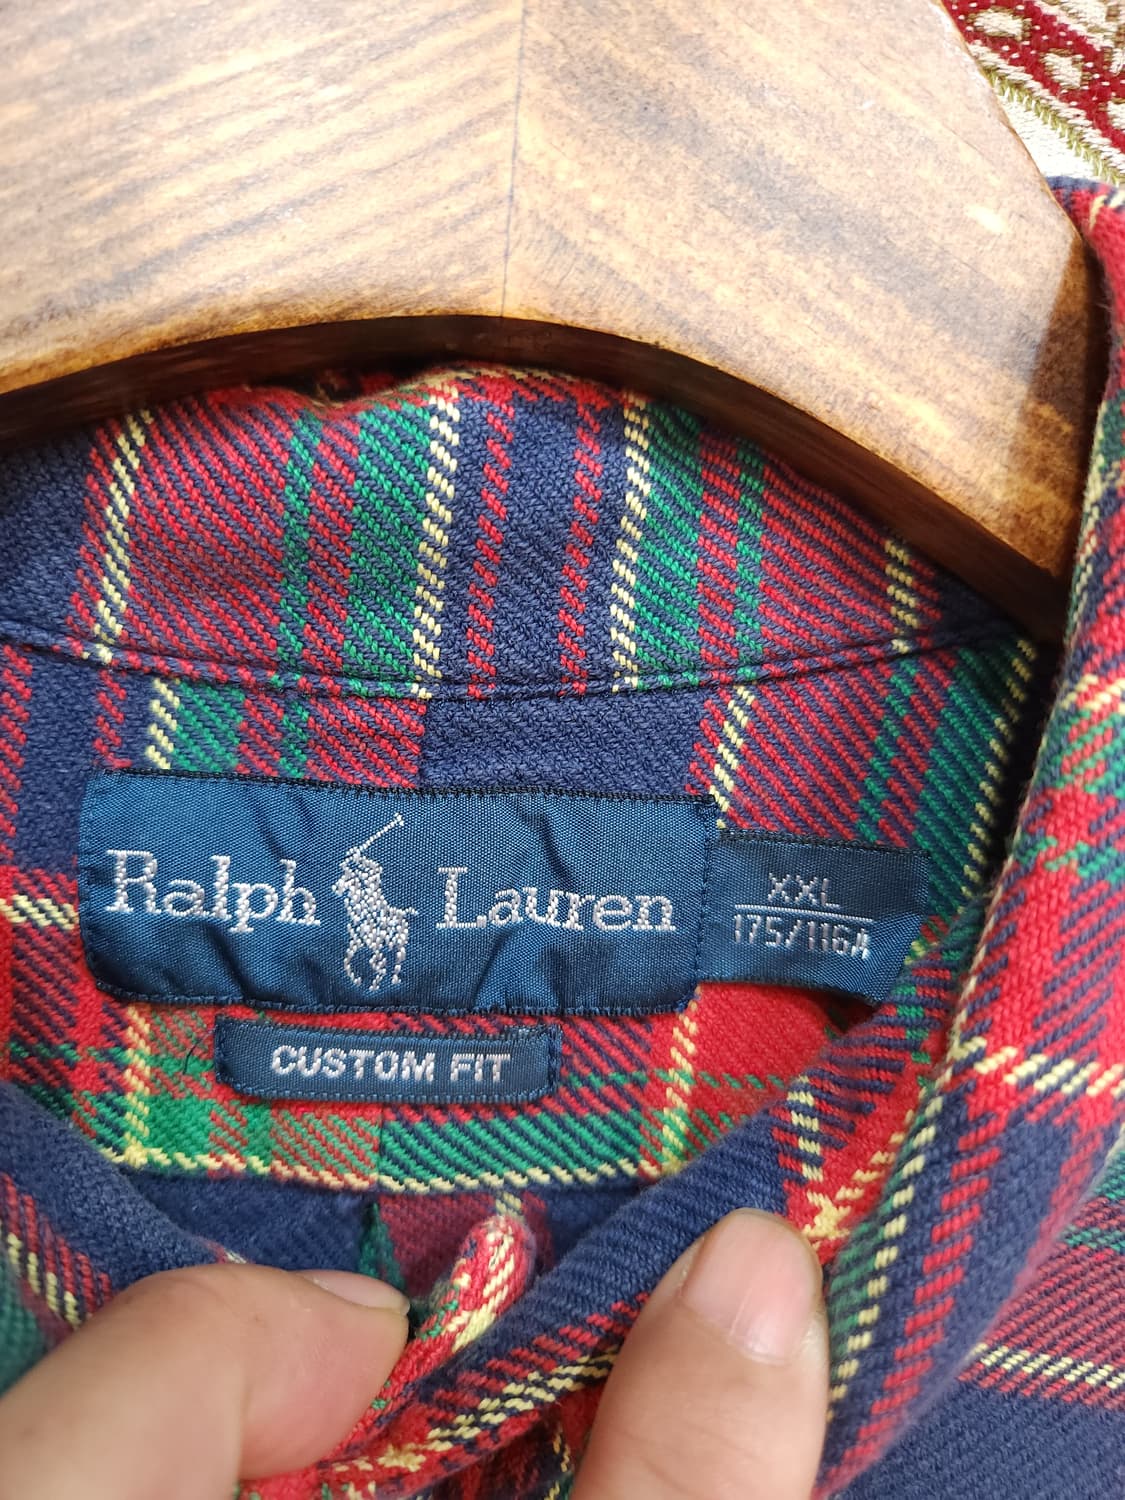 Ralph Lauren
XXL
175/116A
CUSTOM FIT